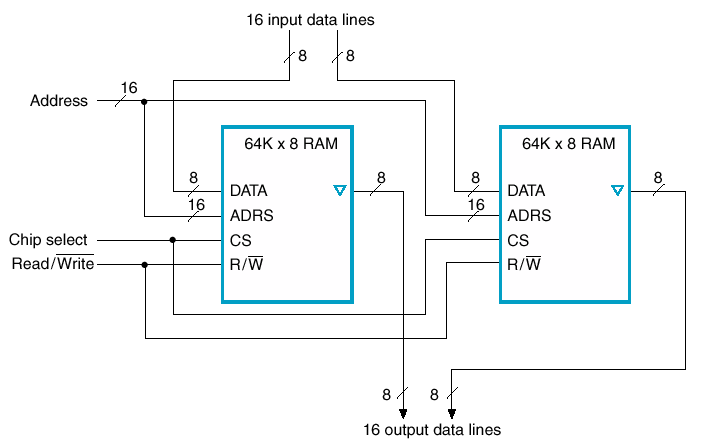 16 input data lines
8 8
16
Address
64K x 8 RAM
64K x 8 RAM
8 DATA 8
8 DATA 8
16 ADRS
16 ADRS
Chip select
CS
CS
Read/W̅r̅i̅t̅e̅
R/W̅
R/W̅
8 8
16 output data lines